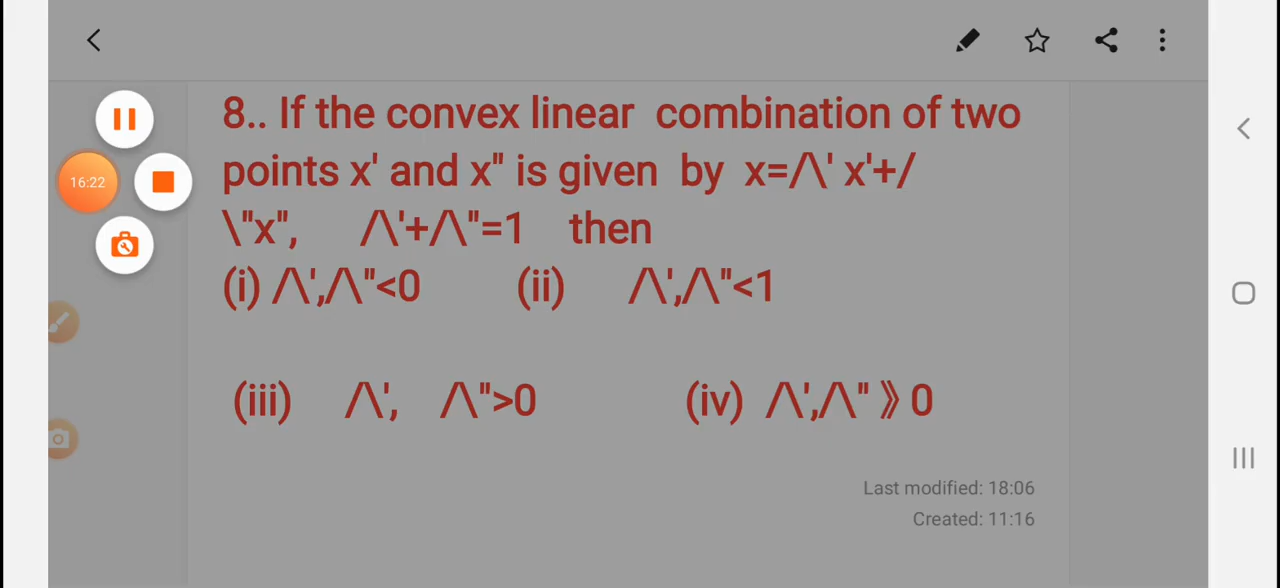 8.. If the convex linear combination of two
points x' and x" is given by x=/\' x'+/
\"x", /\'+/\"=1 then
(i) /\',/\"<0 (ii) /\',/\"<1
(iii) /\', /\">0 (iv) /\',/\" 》0
16:22
Last modified: 18:06
Created: 11:16